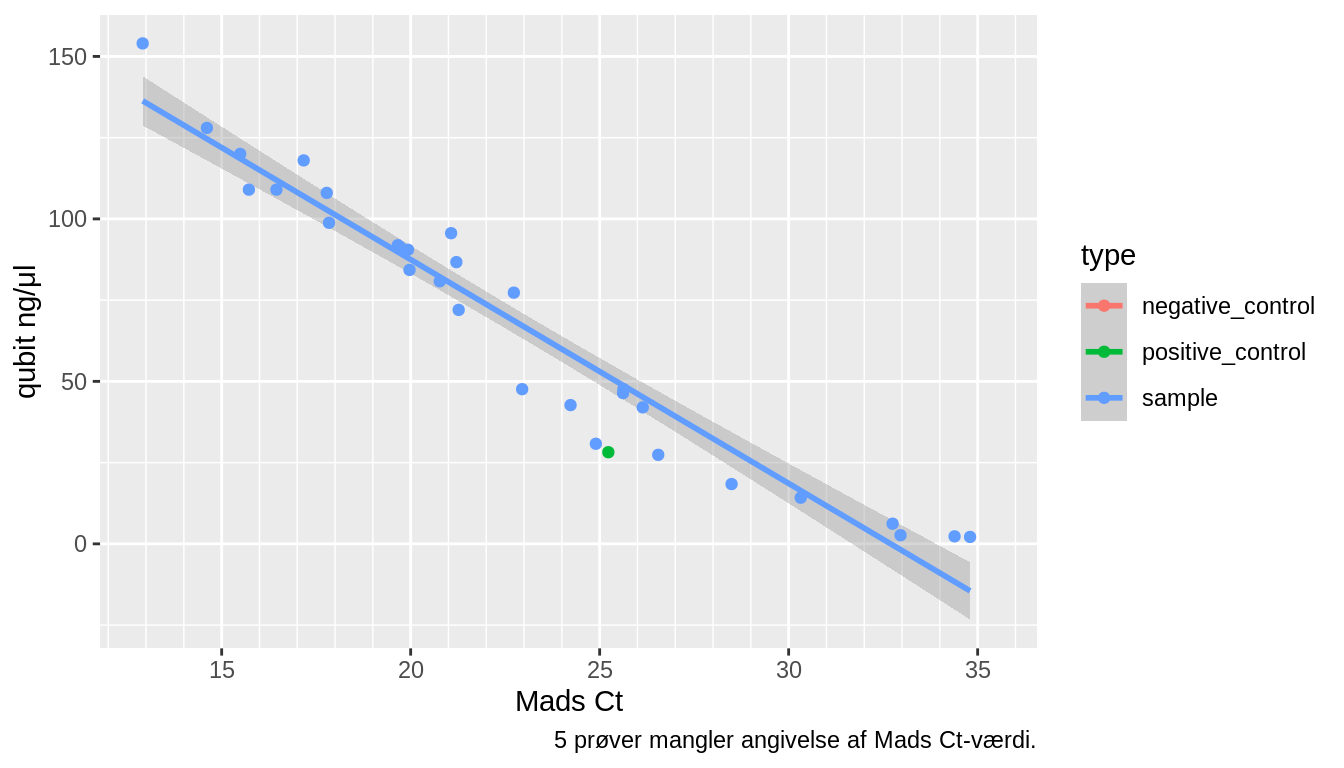 150
100
50
0
qubit ng/µl
15 20 25 30 35
Mads Ct
5 prøver mangler angivelse af Mads Ct-værdi.
type
negative_control
positive_control
sample